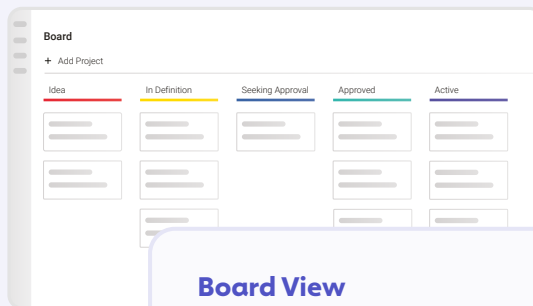 Board
+ Add Project
Idea In Definition Seeking Approval Approved Active
Board View